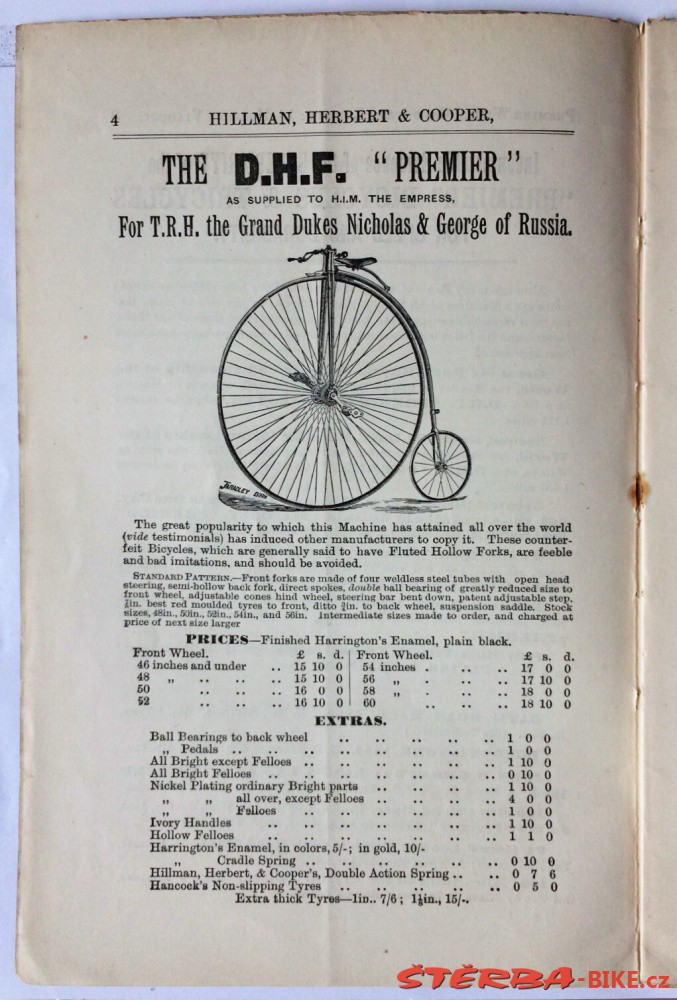 4 HILLMAN, HERBERT & COOPER,
THE D.H.F. "PREMIER"
AS SUPPLIED TO H.I.M. THE EMPRESS,
For T.R.H. the Grand Dukes Nicholas & George of Russia.
The great popularity to which this Machine has attained all over the world
(vide testimonials) has induced other manufacturers to copy it. These counter-
feit Bicycles, which are generally said to have Fluted Hollow Forks, are feeble
and bad imitations, and should be avoided.
STANDARD PATTERN.—Front forks are made of four weldless steel tubes with open head
steering, semi-hollow back fork, direct spokes, double ball bearing of greatly reduced size to
front wheel, adjustable cones hind wheel, steering bar bent down, patent adjustable step,
⅞in. best red moulded tyres to front, ditto ¾in. to back wheel, suspension saddle. Stock
sizes, 48in., 50in., 52in., 54in., and 56in. Intermediate sizes made to order, and charged at
price of next size larger
PRICES—Finished Harrington's Enamel, plain black.
Front Wheel. £ s. d. | Front Wheel. £ s. d.
46 inches and under .. 15 10 0 | 54 inches . .. .. 17 0 0
48 „ .. .. .. 15 10 0 | 56 „ . .. .. 17 10 0
50 .. .. .. 16 0 0 | 58 „ . .. .. 18 0 0
52 .. .. .. 16 10 0 | 60 .. .. .. 18 10 0
EXTRAS.
Ball Bearings to back wheel .. .. .. .. .. 1 0 0
„ Pedals .. .. .. .. .. .. .. .. 1 0 0
All Bright except Felloes .. .. .. .. .. .. 1 10 0
All Bright Felloes .. .. .. .. .. .. .. 0 10 0
Nickel Plating ordinary Bright parts .. .. .. .. 1 10 0
„ „ all over, except Felloes .. .. .. .. 4 0 0
„ „ Felloes .. .. .. .. .. 1 0 0
Ivory Handles .. .. .. .. .. .. .. 1 10 0
Hollow Felloes .. .. .. .. .. .. .. 1 1 0
Harrington's Enamel, in colors, 5/-; in gold, 10/-
„ Cradle Spring .. .. .. .. .. .. 0 10 0
Hillman, Herbert, & Cooper's, Double Action Spring .. .. 0 7 6
Hancock's Non-slipping Tyres .. .. .. .. .. 0 5 0
Extra thick Tyres—1in.. 7/6; 1⅛in., 15/-.
ŠTĚRBA-BIKE.cz